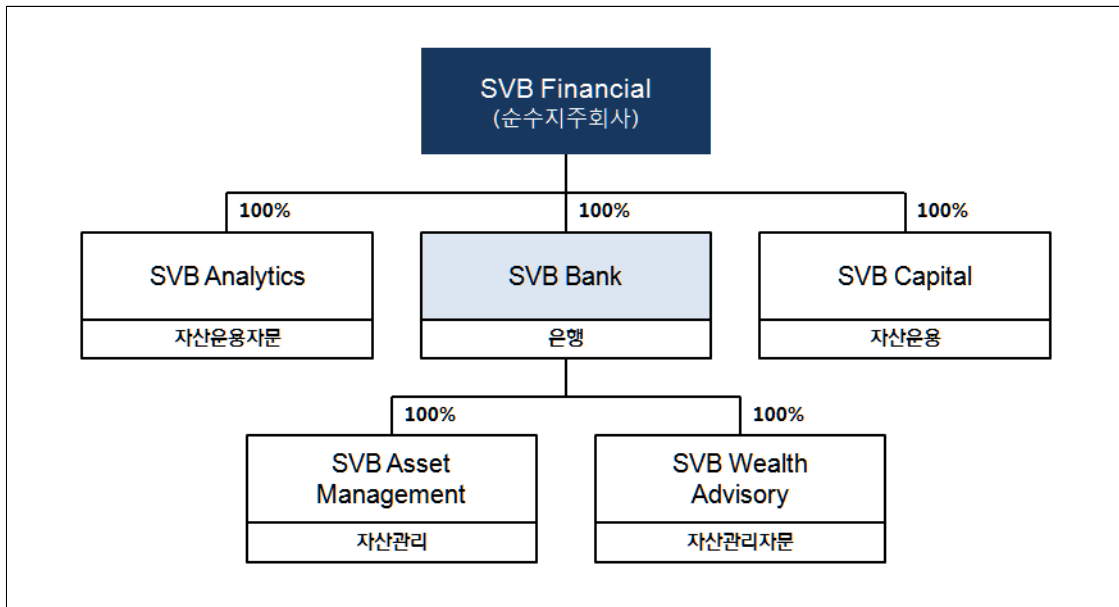 SVB Financial
(순수지주회사)
100%
100%
100%
SVB Analytics
SVB Bank
SVB Capital
자산운용자문
은행
자산운용
100%
100%
SVB Asset
Management
SVB Wealth
Advisory
자산관리
자산관리자문